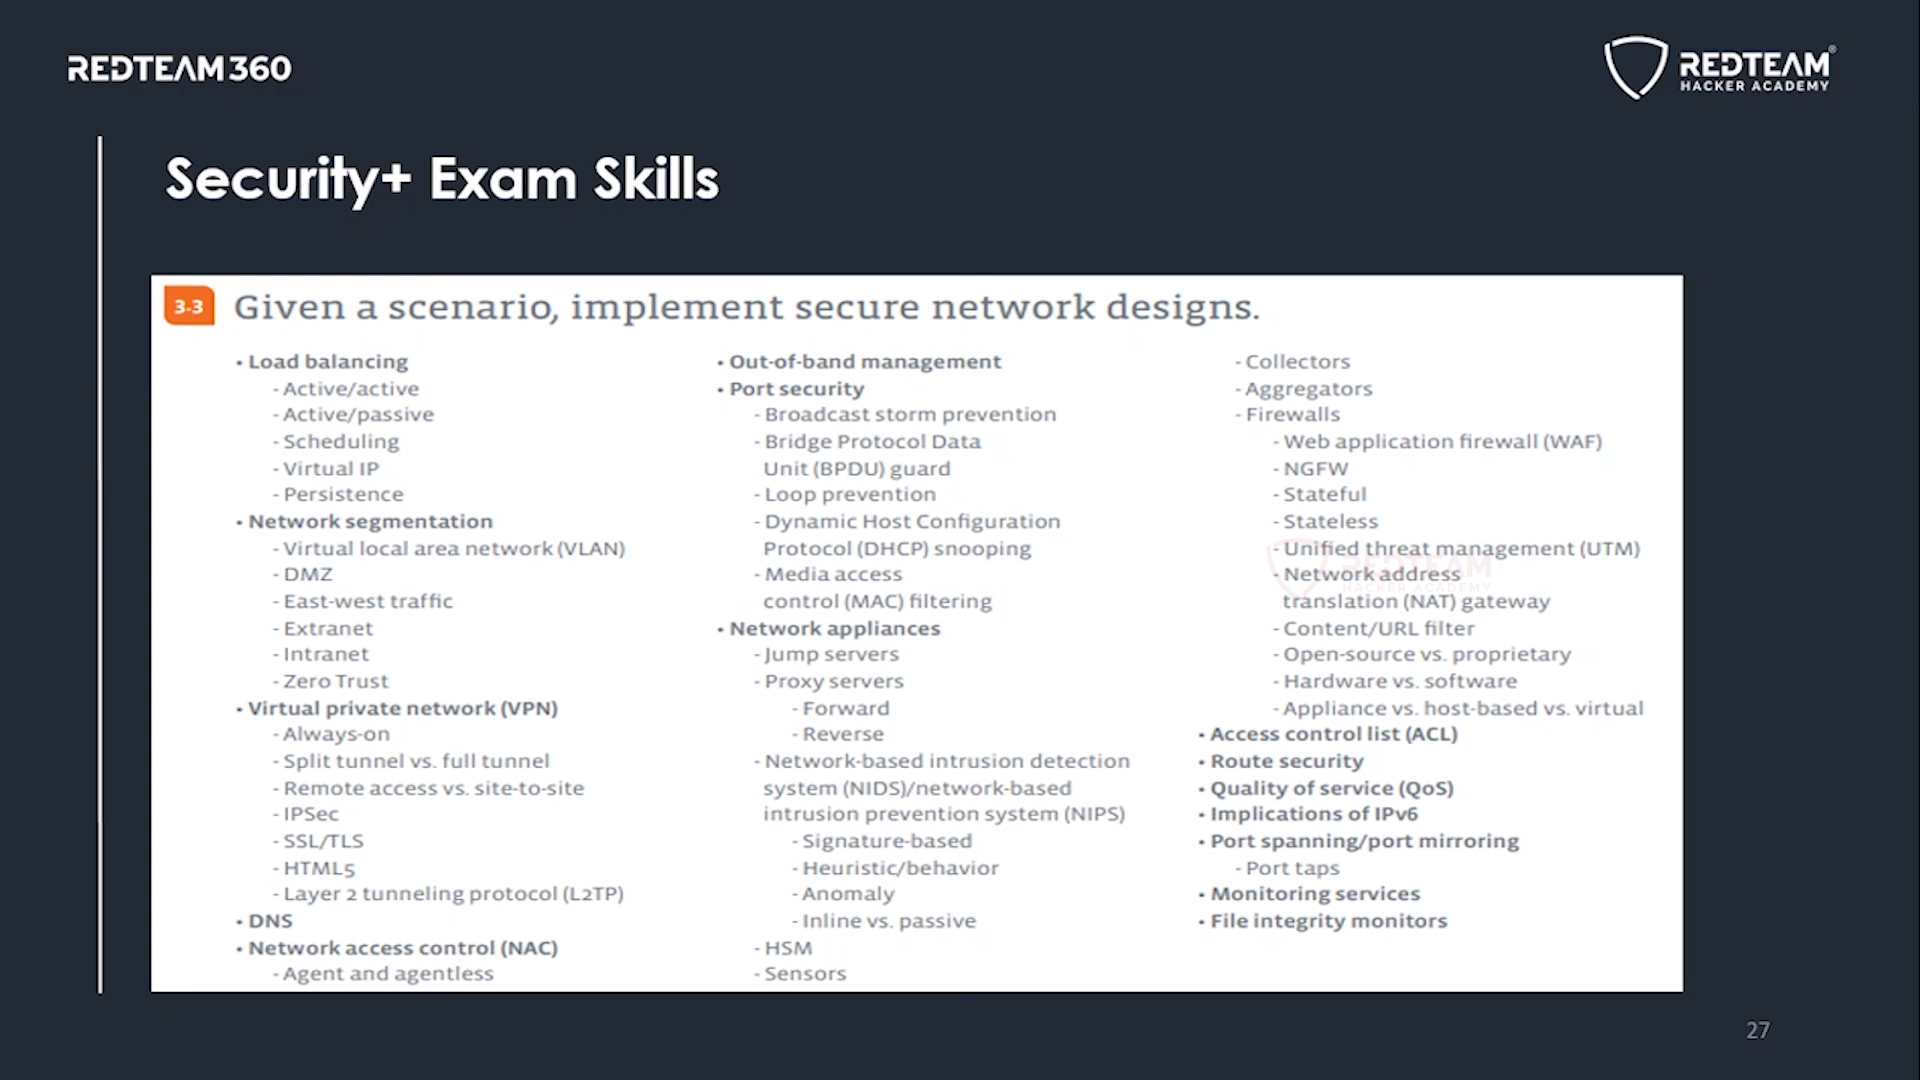 REDTEAM 360
REDTEAM®
HACKER ACADEMY
Security+ Exam Skills
3-3 Given a scenario, implement secure network designs.
• Load balancing
- Active/active
- Active/passive
- Scheduling
- Virtual IP
- Persistence
• Network segmentation
- Virtual local area network (VLAN)
- DMZ
- East-west traffic
- Extranet
- Intranet
- Zero Trust
• Virtual private network (VPN)
- Always-on
- Split tunnel vs. full tunnel
- Remote access vs. site-to-site
- IPSec
- SSL/TLS
- HTML5
- Layer 2 tunneling protocol (L2TP)
• DNS
• Network access control (NAC)
- Agent and agentless
• Out-of-band management
• Port security
- Broadcast storm prevention
- Bridge Protocol Data
Unit (BPDU) guard
- Loop prevention
- Dynamic Host Configuration
Protocol (DHCP) snooping
- Media access
control (MAC) filtering
• Network appliances
- Jump servers
- Proxy servers
- Forward
- Reverse
- Network-based intrusion detection
system (NIDS)/network-based
intrusion prevention system (NIPS)
- Signature-based
- Heuristic/behavior
- Anomaly
- Inline vs. passive
- HSM
- Sensors
- Collectors
- Aggregators
- Firewalls
- Web application firewall (WAF)
- NGFW
- Stateful
- Stateless
- Unified threat management (UTM)
- Network address
translation (NAT) gateway
- Content/URL filter
- Open-source vs. proprietary
- Hardware vs. software
- Appliance vs. host-based vs. virtual
• Access control list (ACL)
• Route security
• Quality of service (QoS)
• Implications of IPv6
• Port spanning/port mirroring
- Port taps
• Monitoring services
• File integrity monitors
REDTEAM
HACKER ACADEMY
27